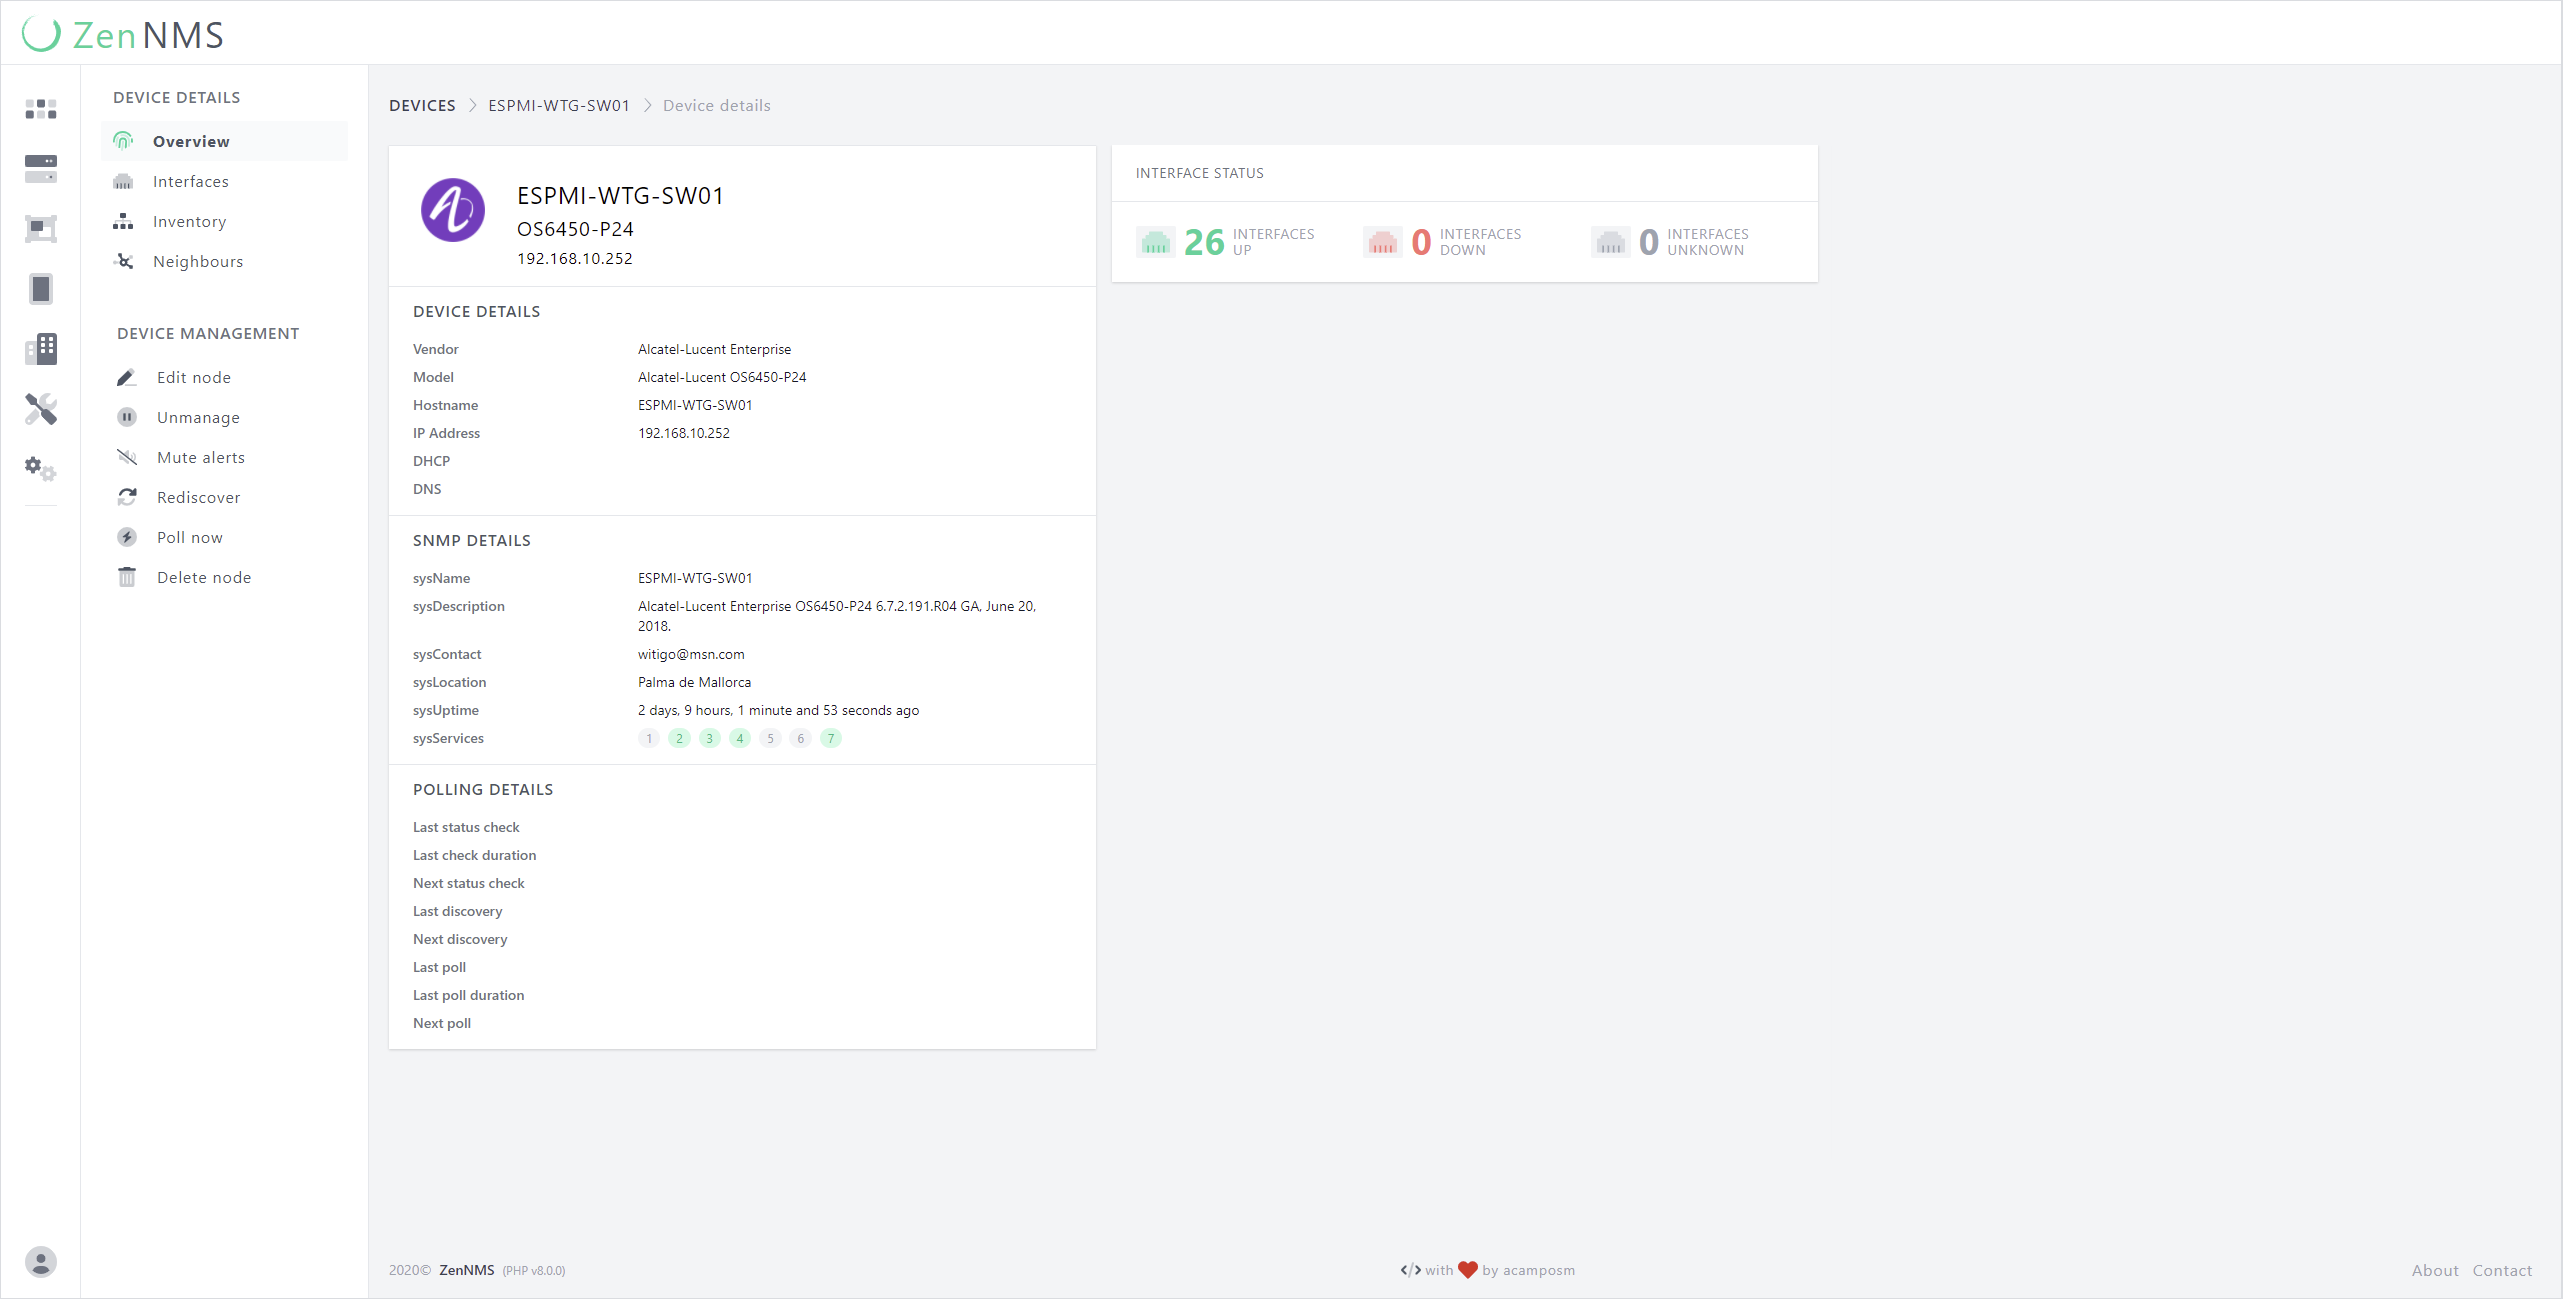 ZenNMS
DEVICE DETAILS
Overview
Interfaces
Inventory
Neighbours
DEVICE MANAGEMENT
Edit node
Unmanage
Mute alerts
Rediscover
Poll now
Delete node
DEVICES > ESPMI-WTG-SW01 > Device details
ESPMI-WTG-SW01
OS6450-P24
192.168.10.252
DEVICE DETAILS
Vendor Alcatel-Lucent Enterprise
Model Alcatel-Lucent OS6450-P24
Hostname ESPMI-WTG-SW01
IP Address 192.168.10.252
DHCP
DNS
SNMP DETAILS
sysName ESPMI-WTG-SW01
sysDescription Alcatel-Lucent Enterprise OS6450-P24 6.7.2.191.R04 GA, June 20,
2018.
sysContact witigo@msn.com
sysLocation Palma de Mallorca
sysUptime 2 days, 9 hours, 1 minute and 53 seconds ago
sysServices 1 2 3 4 5 6 7
POLLING DETAILS
Last status check
Last check duration
Next status check
Last discovery
Next discovery
Last poll
Last poll duration
Next poll
INTERFACE STATUS
26 INTERFACES UP
0 INTERFACES DOWN
0 INTERFACES UNKNOWN
2020© ZenNMS (PHP v8.0.0)
</> with ❤ by acamposm
About Contact